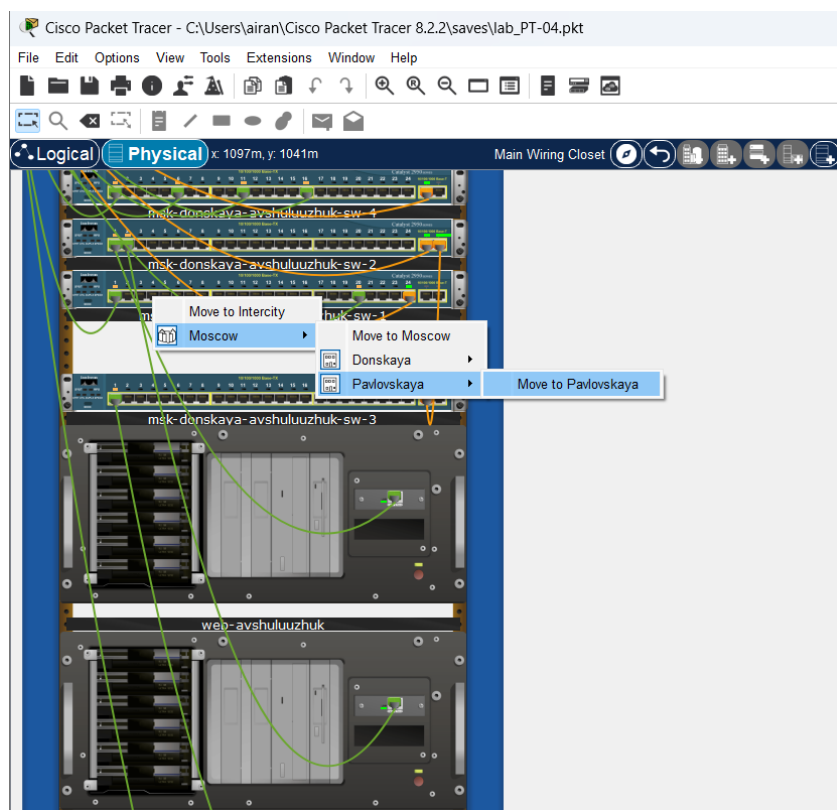 Cisco Packet Tracer - C:\Users\airan\Cisco Packet Tracer 8.2.2\saves\lab_PT-04.pkt
File Edit Options View Tools Extensions Window Help
Logical Physical x: 1097m, y: 1041m Main Wiring Closet
msk-donskaya-avshuluuzhuk-sw-4
msk-donskaya-avshuluuzhuk-sw-2
Move to Intercity
Moscow
Move to Moscow
Donskaya
Pavlovskaya
Move to Pavlovskaya
msk-donskaya-avshuluuzhuk-sw-3
web-avshuluuzhuk